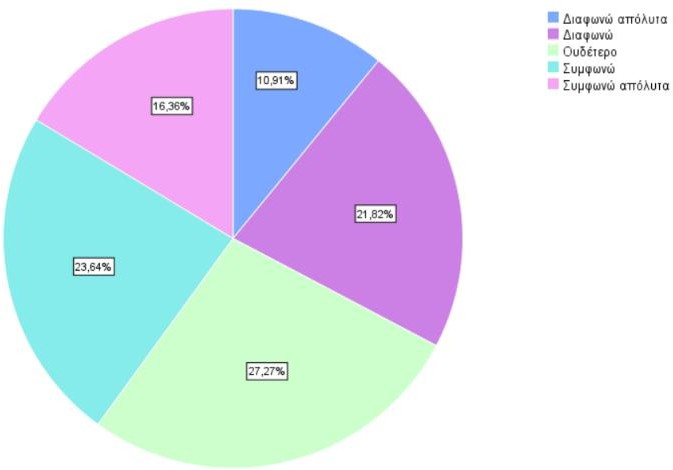 Διαφωνώ απόλυτα
Διαφωνώ
Ουδέτερο
Συμφωνώ
Συμφωνώ απόλυτα
10,91%
16,36%
21,82%
23,64%
27,27%